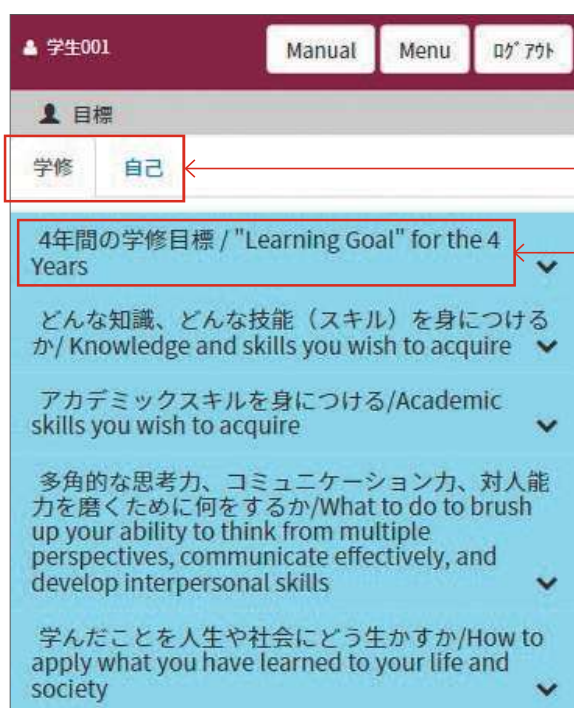 学生001 Manual Menu ﾛｸﾞｱｳﾄ
目標
学修 自己
4年間の学修目標 / "Learning Goal" for the 4
Years
どんな知識、どんな技能（スキル）を身につける
か/ Knowledge and skills you wish to acquire
アカデミックスキルを身につける/Academic
skills you wish to acquire
多角的な思考力、コミュニケーション力、対人能
力を磨くために何をするか/What to do to brush
up your ability to think from multiple
perspectives, communicate effectively, and
develop interpersonal skills
学んだことを人生や社会にどう生かすか/How to
apply what you have learned to your life and
society